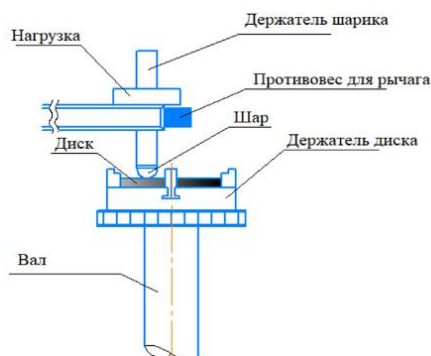 Держатель шарика
Нагрузка
Противовес для рычага
Шар
Держатель диска
Диск
Вал